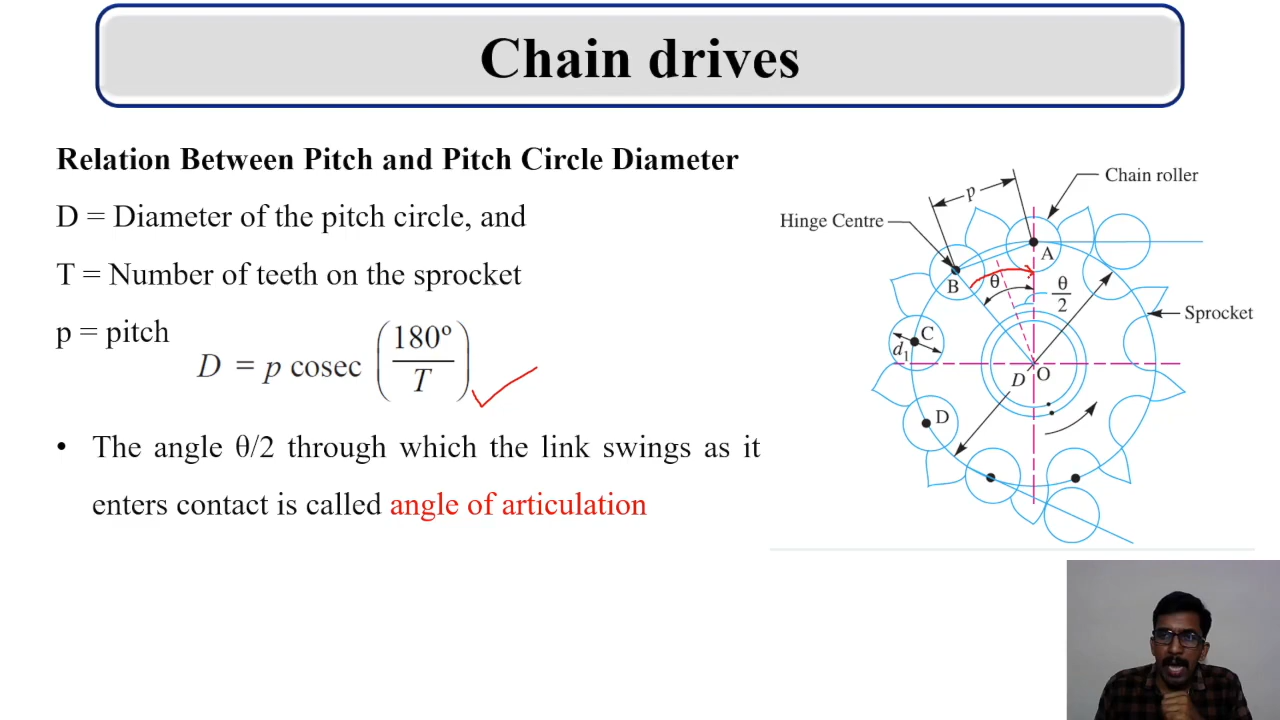 Chain drives
Relation Between Pitch and Pitch Circle Diameter
D = Diameter of the pitch circle, and
T = Number of teeth on the sprocket
p = pitch
D = p cosec (180º/T)
• The angle θ/2 through which the link swings as it
enters contact is called angle of articulation
Chain roller
p
Hinge Centre
A
B
θ
θ/2
Sprocket
C
d₁
D
O
D